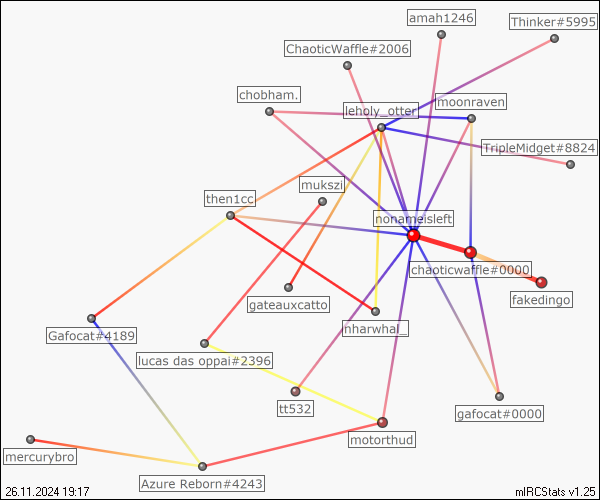 amah1246
Thinker#5995
ChaoticWaffle#2006
chobham.
moonraven
leholy_otter
TripleMidget#8824
mukszi
then1cc
nonameisleft
chaoticwaffle#0000
fakedingo
gateauxcatto
nharwhal_
Gafocat#4189
lucas das oppai#2396
tt532
gafocat#0000
motorthud
mercurybro
Azure Reborn#4243
26.11.2024 19:17
mIRCStats v1.25